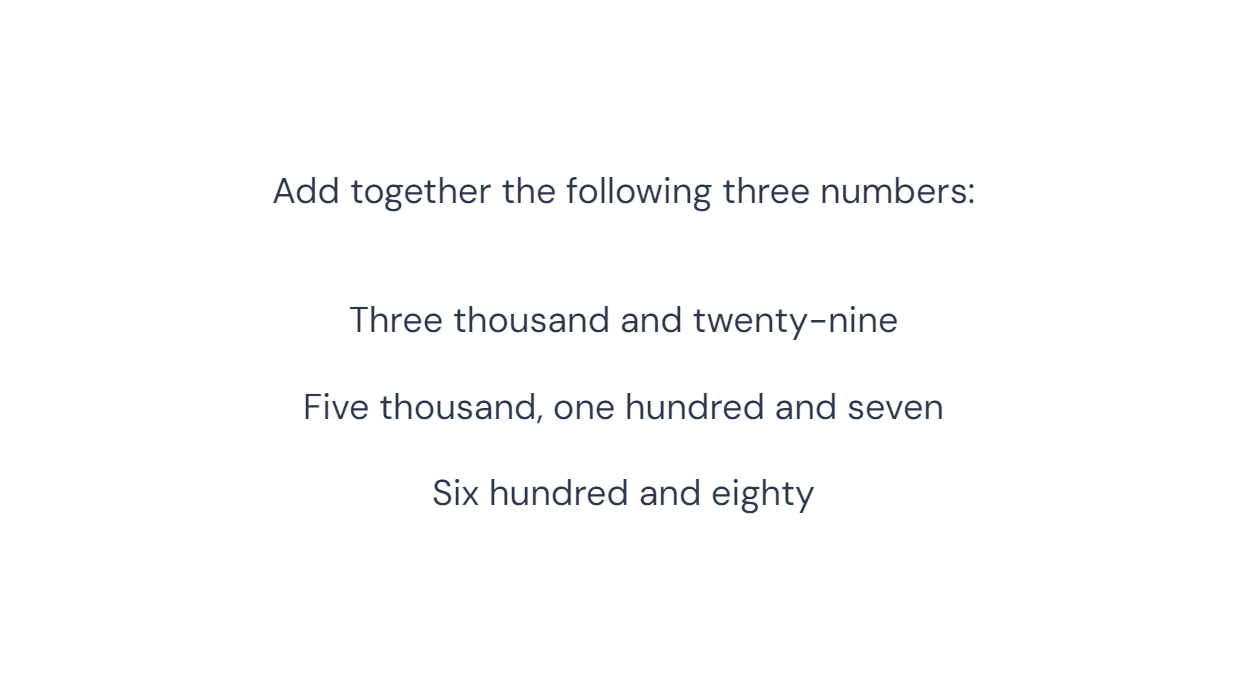 Add together the following three numbers:
Three thousand and twenty-nine
Five thousand, one hundred and seven
Six hundred and eighty